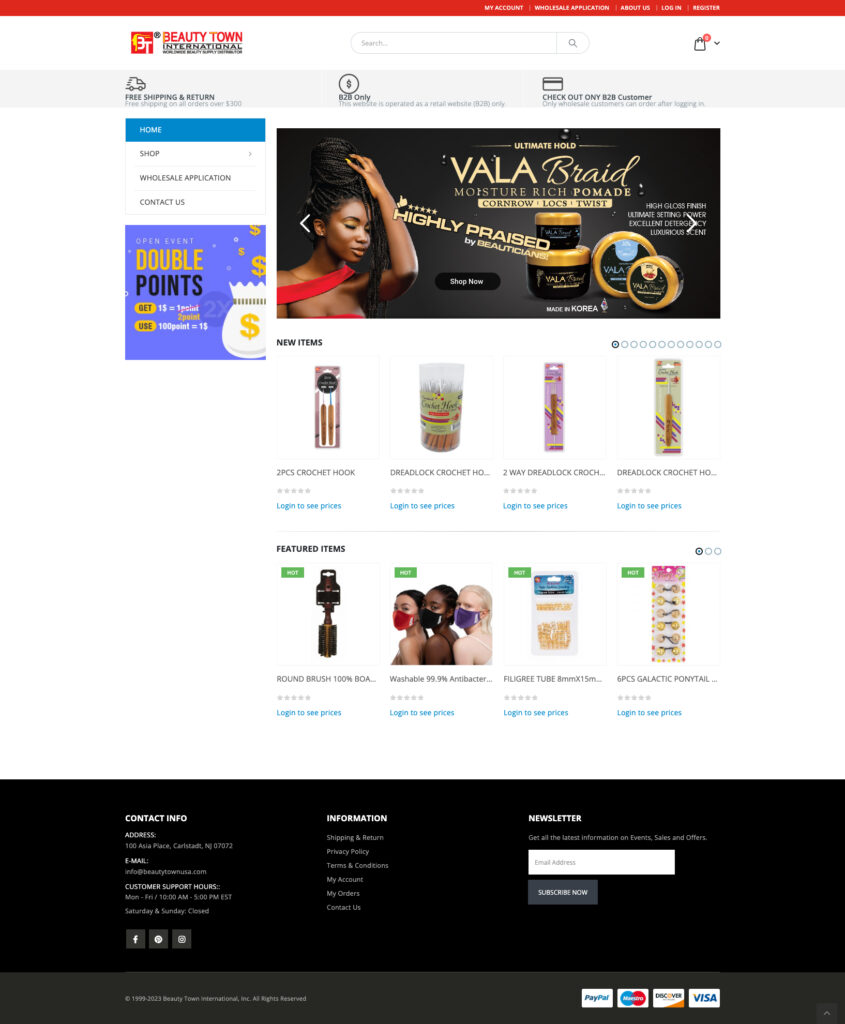 MY ACCOUNT | WHOLESALE APPLICATION | ABOUT US | LOG IN | REGISTER
BT ® BEAUTY TOWN
INTERNATIONAL
WORLDWIDE BEAUTY SUPPLY DISTRIBUTOR
Search...
0
FREE SHIPPING & RETURN
Free shipping on all orders over $300
B2B Only
This website is operated as a retail website (B2B) only.
CHECK OUT ONY B2B Customer
Only wholesale customers can order after logging in.
HOME
SHOP
WHOLESALE APPLICATION
CONTACT US
OPEN EVENT
DOUBLE
POINTS
2X
GET 1$ = 1point
2point
USE 100point = 1$
ULTIMATE HOLD
VALA Braid
MOISTURE RICH POMADE
CORNROW LOCS TWIST
HIGHLY PRAISED
by BEAUTICIANS!
HIGH GLOSS FINISH
ULTIMATE SETTING POWER
EXCELLENT DETERGENCY
LUXURIOUS SCENT
VALA Braid
VALA Braid
Shop Now
MADE IN KOREA
NEW ITEMS
Crochet Hook
2PCS CROCHET HOOK
DREADLOCK CROCHET HO...
2 WAY DREADLOCK CROCH...
DREADLOCK CROCHET HO...
Login to see prices
Login to see prices
Login to see prices
Login to see prices
FEATURED ITEMS
HOT
HOT
HOT
HOT
ROUND BRUSH 100% BOA...
Washable 99.9% Antibacter...
FILIGREE TUBE 8mmX15m...
6PCS GALACTIC PONYTAIL ...
Login to see prices
Login to see prices
Login to see prices
Login to see prices
CONTACT INFO
ADDRESS:
100 Asia Place, Carlstadt, NJ 07072
E-MAIL:
info@beautytownusa.com
CUSTOMER SUPPORT HOURS::
Mon - Fri / 10:00 AM - 5:00 PM EST
Saturday & Sunday: Closed
INFORMATION
Shipping & Return
Privacy Policy
Terms & Conditions
My Account
My Orders
Contact Us
NEWSLETTER
Get all the latest information on Events, Sales and Offers.
Email Address
SUBSCRIBE NOW
© 1999-2023 Beauty Town International, Inc. All Rights Reserved
PayPal
Maestro
DISCOVER
VISA